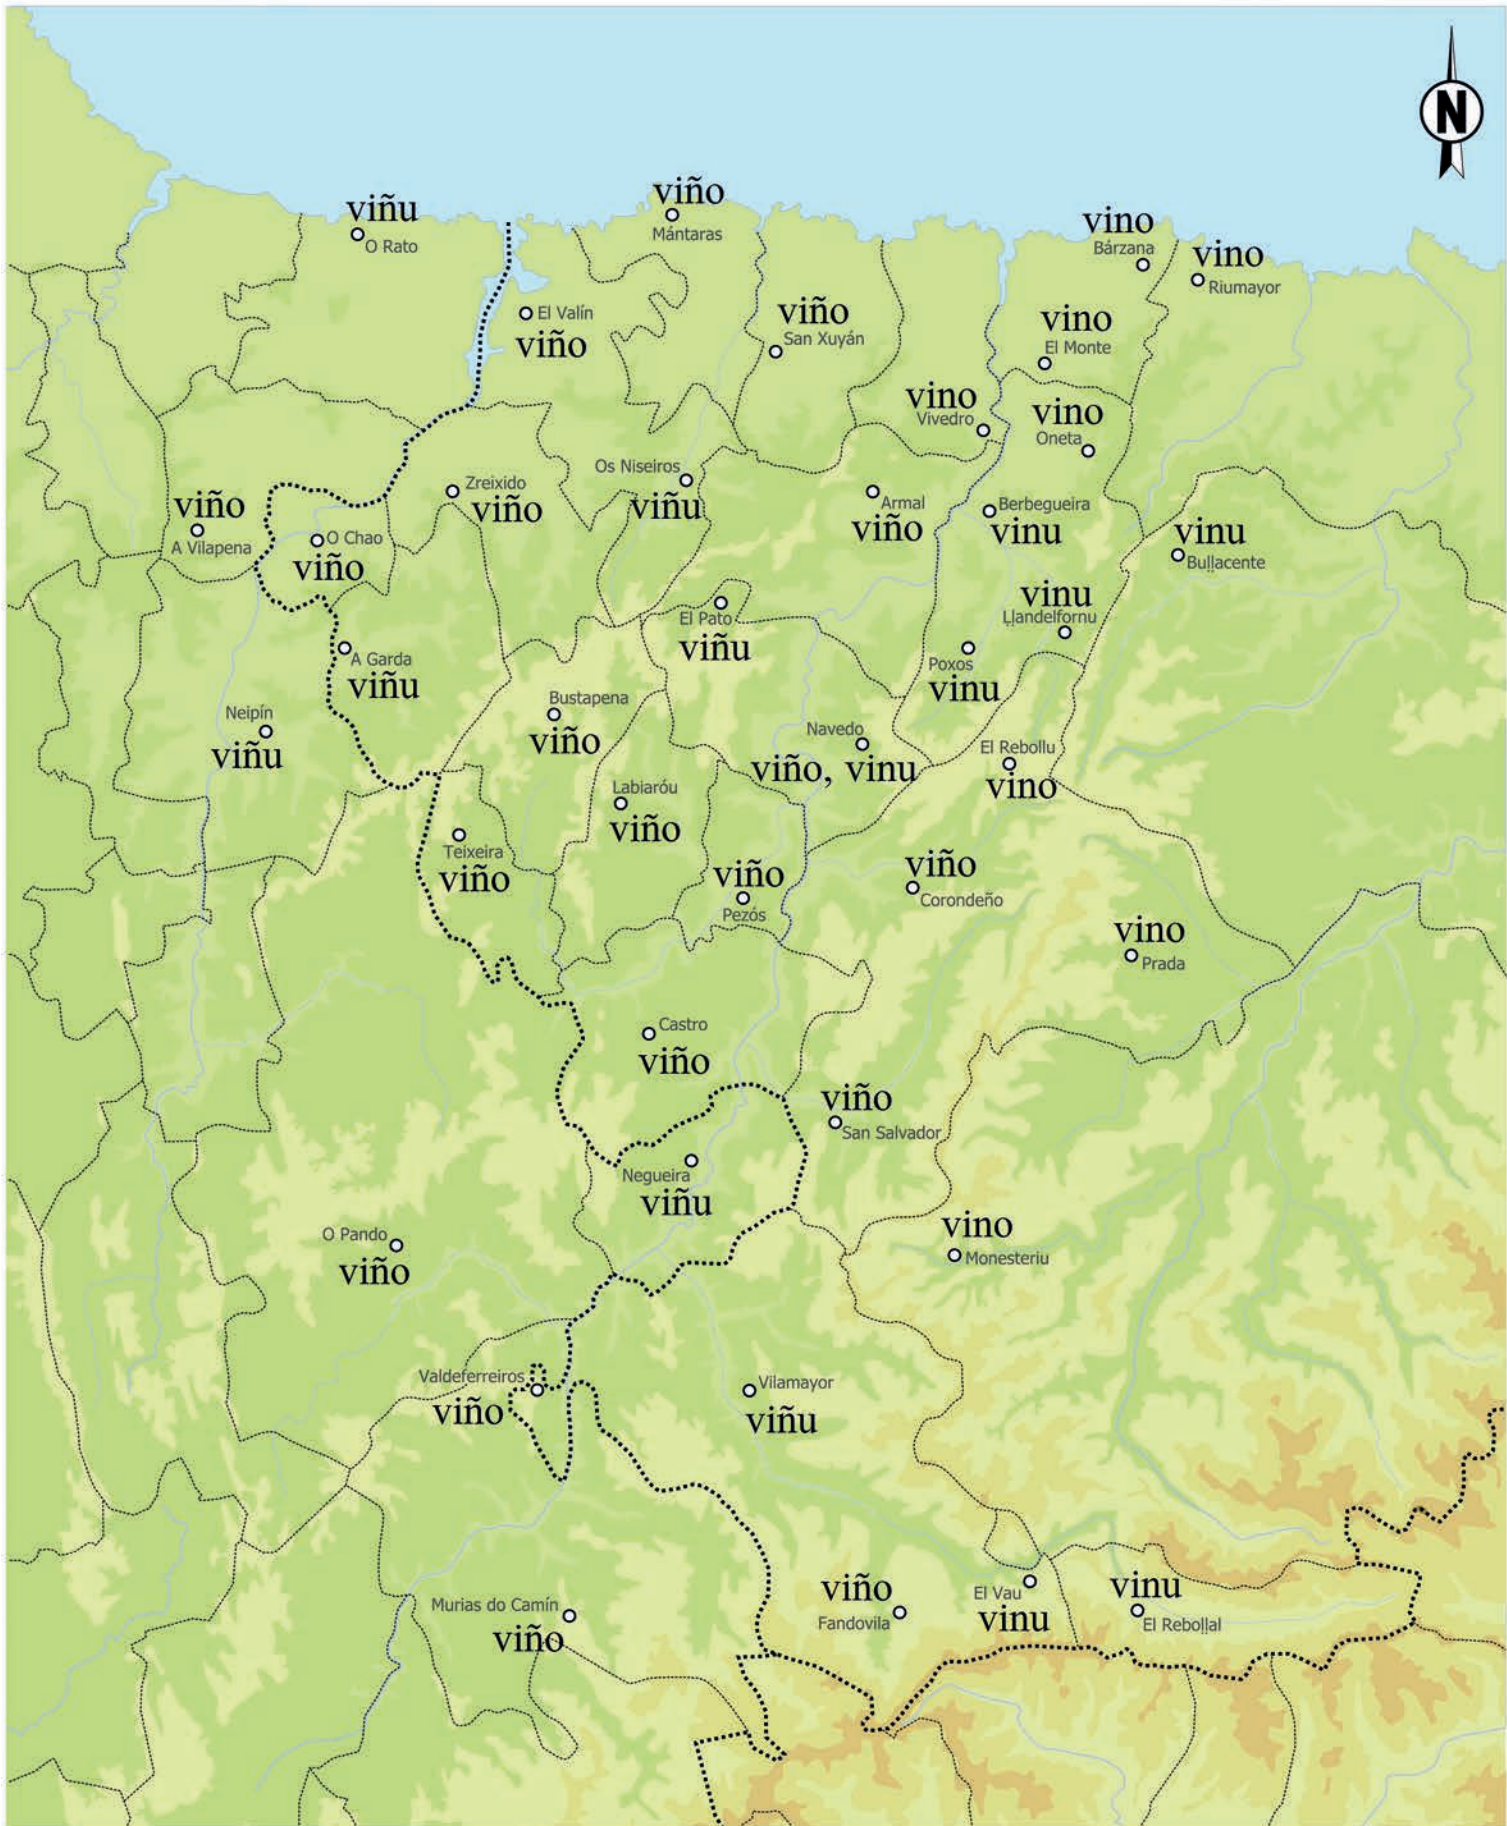 N
viñu
O Rato
viño
Mántaras
vino
Bárzana
vino
Riumayor
El Valín
viño
viño
San Xuyán
vino
El Monte
vino
Vivedro
vino
Oneta
Os Niseiros
viñu
Zreixido
viño
viño
A Vilapena
O Chao
viño
Armal
viño
Berbegueira
vinu
vinu
Buḷḷacente
vinu
Ḷḷandelfornu
El Pato
viñu
A Garda
viñu
Poxos
vinu
Neipín
viñu
Bustapena
viño
Navedo
viño, vinu
El Rebollu
vino
Labiaróu
viño
Teixeira
viño
viño
Pezós
viño
Corondeño
vino
Prada
Castro
viño
viño
San Salvador
Negueira
viñu
O Pando
viño
vino
Monesteriu
Valdeferreiros
viño
Vilamayor
viñu
Murias do Camín
viño
viño
Fandovila
El Vau
vinu
vinu
El Reboḷḷal